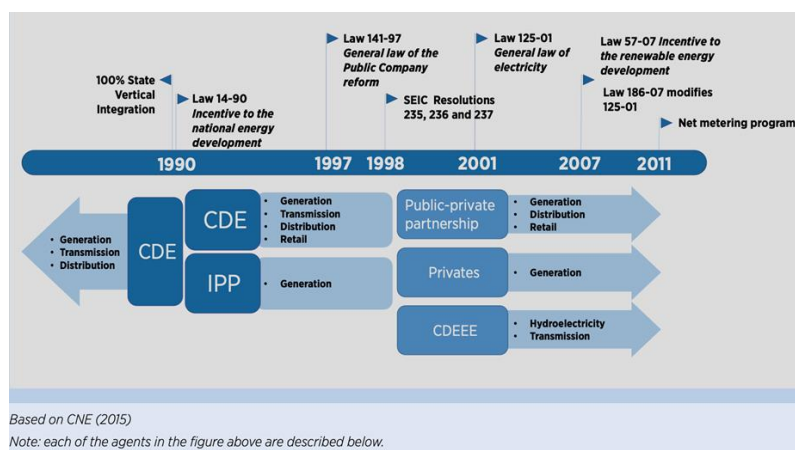 100% State
Vertical
Integration
Law 14-90
Incentive to the
national energy
development
Law 141-97
General law of the
Public Company
reform
SEIC Resolutions
235, 236 and 237
Law 125-01
General law of
electricity
Law 57-07 Incentive to
the renewable energy
development
Law 186-07 modifies
125-01
Net metering program
1990 1997 1998 2001 2007 2011
• Generation
• Transmission
• Distribution
CDE
CDE
• Generation
• Transmission
• Distribution
• Retail
IPP
• Generation
Public-private
partnership
• Generation
• Distribution
• Retail
Privates
• Generation
CDEEE
• Hydroelectricity
• Transmission
Based on CNE (2015)
Note: each of the agents in the figure above are described below.